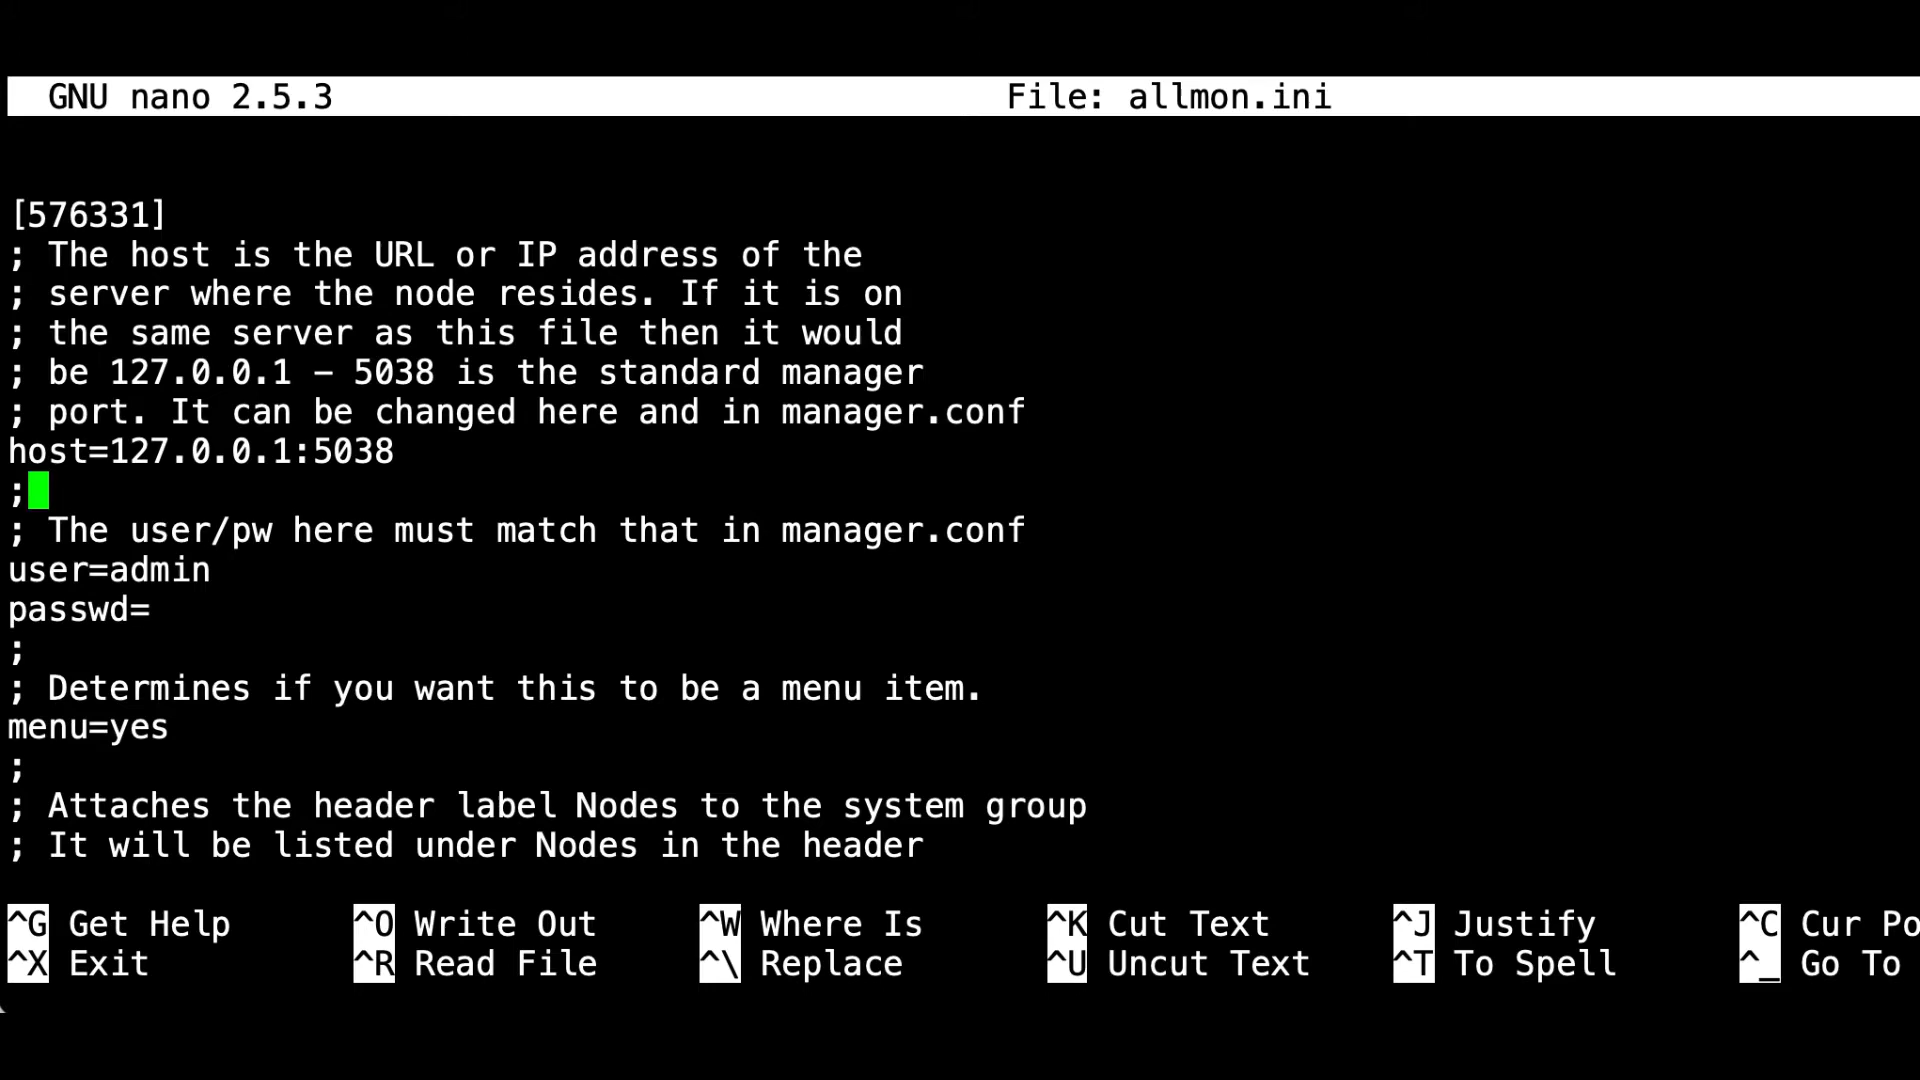 GNU nano 2.5.3 File: allmon.ini
[576331]
; The host is the URL or IP address of the
; server where the node resides. If it is on
; the same server as this file then it would
; be 127.0.0.1 – 5038 is the standard manager
; port. It can be changed here and in manager.conf
host=127.0.0.1:5038
;
; The user/pw here must match that in manager.conf
user=admin
passwd=
;
; Determines if you want this to be a menu item.
menu=yes
;
; Attaches the header label Nodes to the system group
; It will be listed under Nodes in the header
^G Get Help ^O Write Out ^W Where Is ^K Cut Text ^J Justify ^C Cur Po
^X Exit ^R Read File ^\ Replace ^U Uncut Text ^T To Spell ^_ Go To